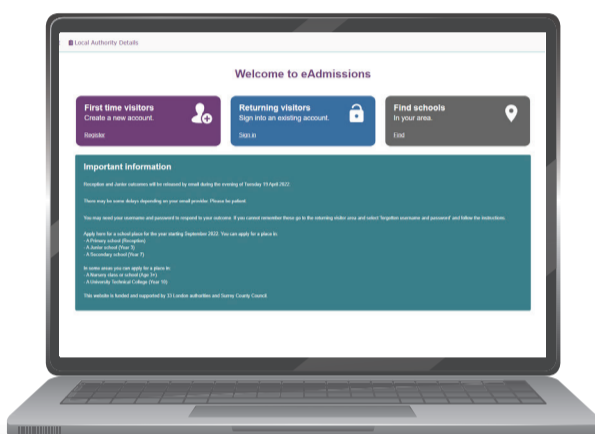 Local Authority Details
Welcome to eAdmissions
First time visitors
Create a new account.
Register
Returning visitors
Sign into an existing account.
Sign in
Find schools
In your area.
Find
Important information
Reception and Junior outcomes will be released by email during the evening of Tuesday 19 April 2022
There may be some delays depending on your email provider. Please be patient
You may need your username and password to respond to your outcome. If you cannot remember these go to the returning visitor area and select 'forgotten username and password' and follow the instructions.
Apply here for a school place for the year starting September 2022. You can apply for a place in:
- A Primary school (Reception)
- A Junior school (Year 3)
- A Secondary school (Year 7)
In some areas you can apply for a place in:
- A Nursery class or school (Age 3+)
- A University Technical College (Year 10)
This website is funded and supported by 33 London authorities and Surrey County Council.